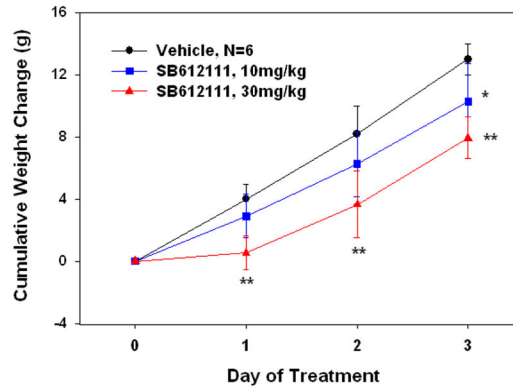 Cumulative Weight Change (g)
16
12
8
4
0
-4
Vehicle, N=6
SB612111, 10mg/kg
SB612111, 30mg/kg
*
**
**
**
0
1
2
3
Day of Treatment